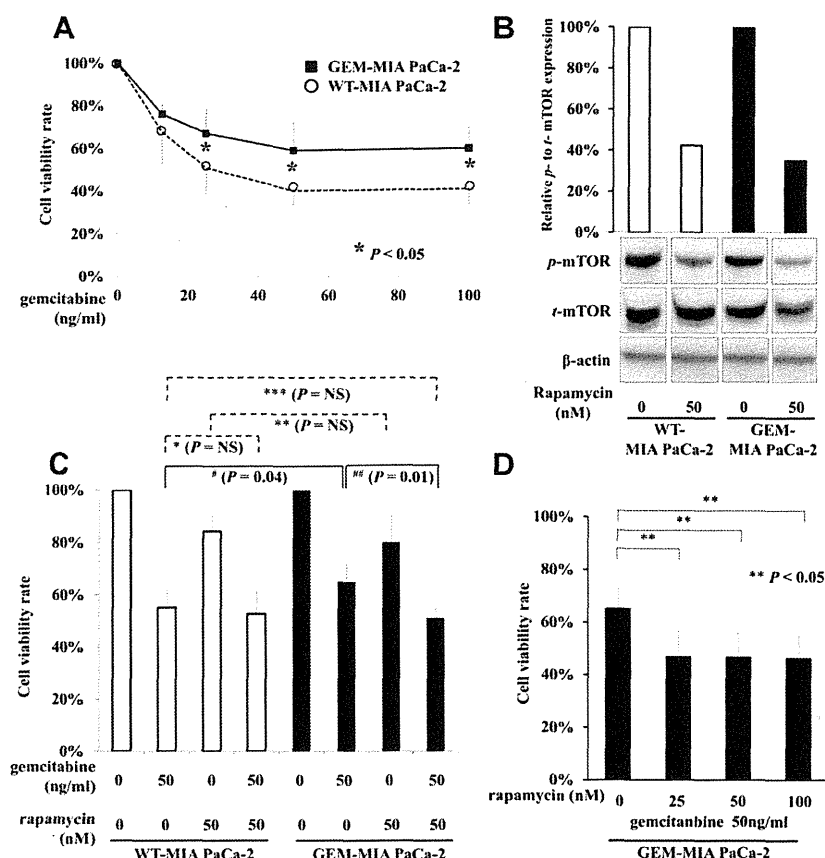 A
100%
80%
60%
40%
20%
0%
Cell viability rate
GEM-MIA PaCa-2
WT-MIA PaCa-2
*
*
*
* P < 0.05
gemcitabine
(ng/ml)
0 20 40 60 80 100
B
Relative p- to t- mTOR expression
100%
80%
60%
40%
20%
0%
p-mTOR
t-mTOR
β-actin
Rapamycin
(nM)
0 50 0 50
WT-
MIA PaCa-2
GEM-
MIA PaCa-2
C
*** (P = NS)
** (P = NS)
* (P = NS)
# (P = 0.04)
## (P = 0.01)
100%
80%
60%
40%
20%
0%
Cell viability rate
gemcitabine
(ng/ml)
0 50 0 50 0 50 0 50
rapamycin
(nM)
0 0 50 50 0 0 50 50
WT-MIA PaCa-2 GEM-MIA PaCa-2
D
**
**
**
** P < 0.05
100%
80%
60%
40%
20%
0%
Cell viability rate
rapamycin (nM)
0 25 50 100
gemcitanbine 50ng/ml
GEM-MIA PaCa-2